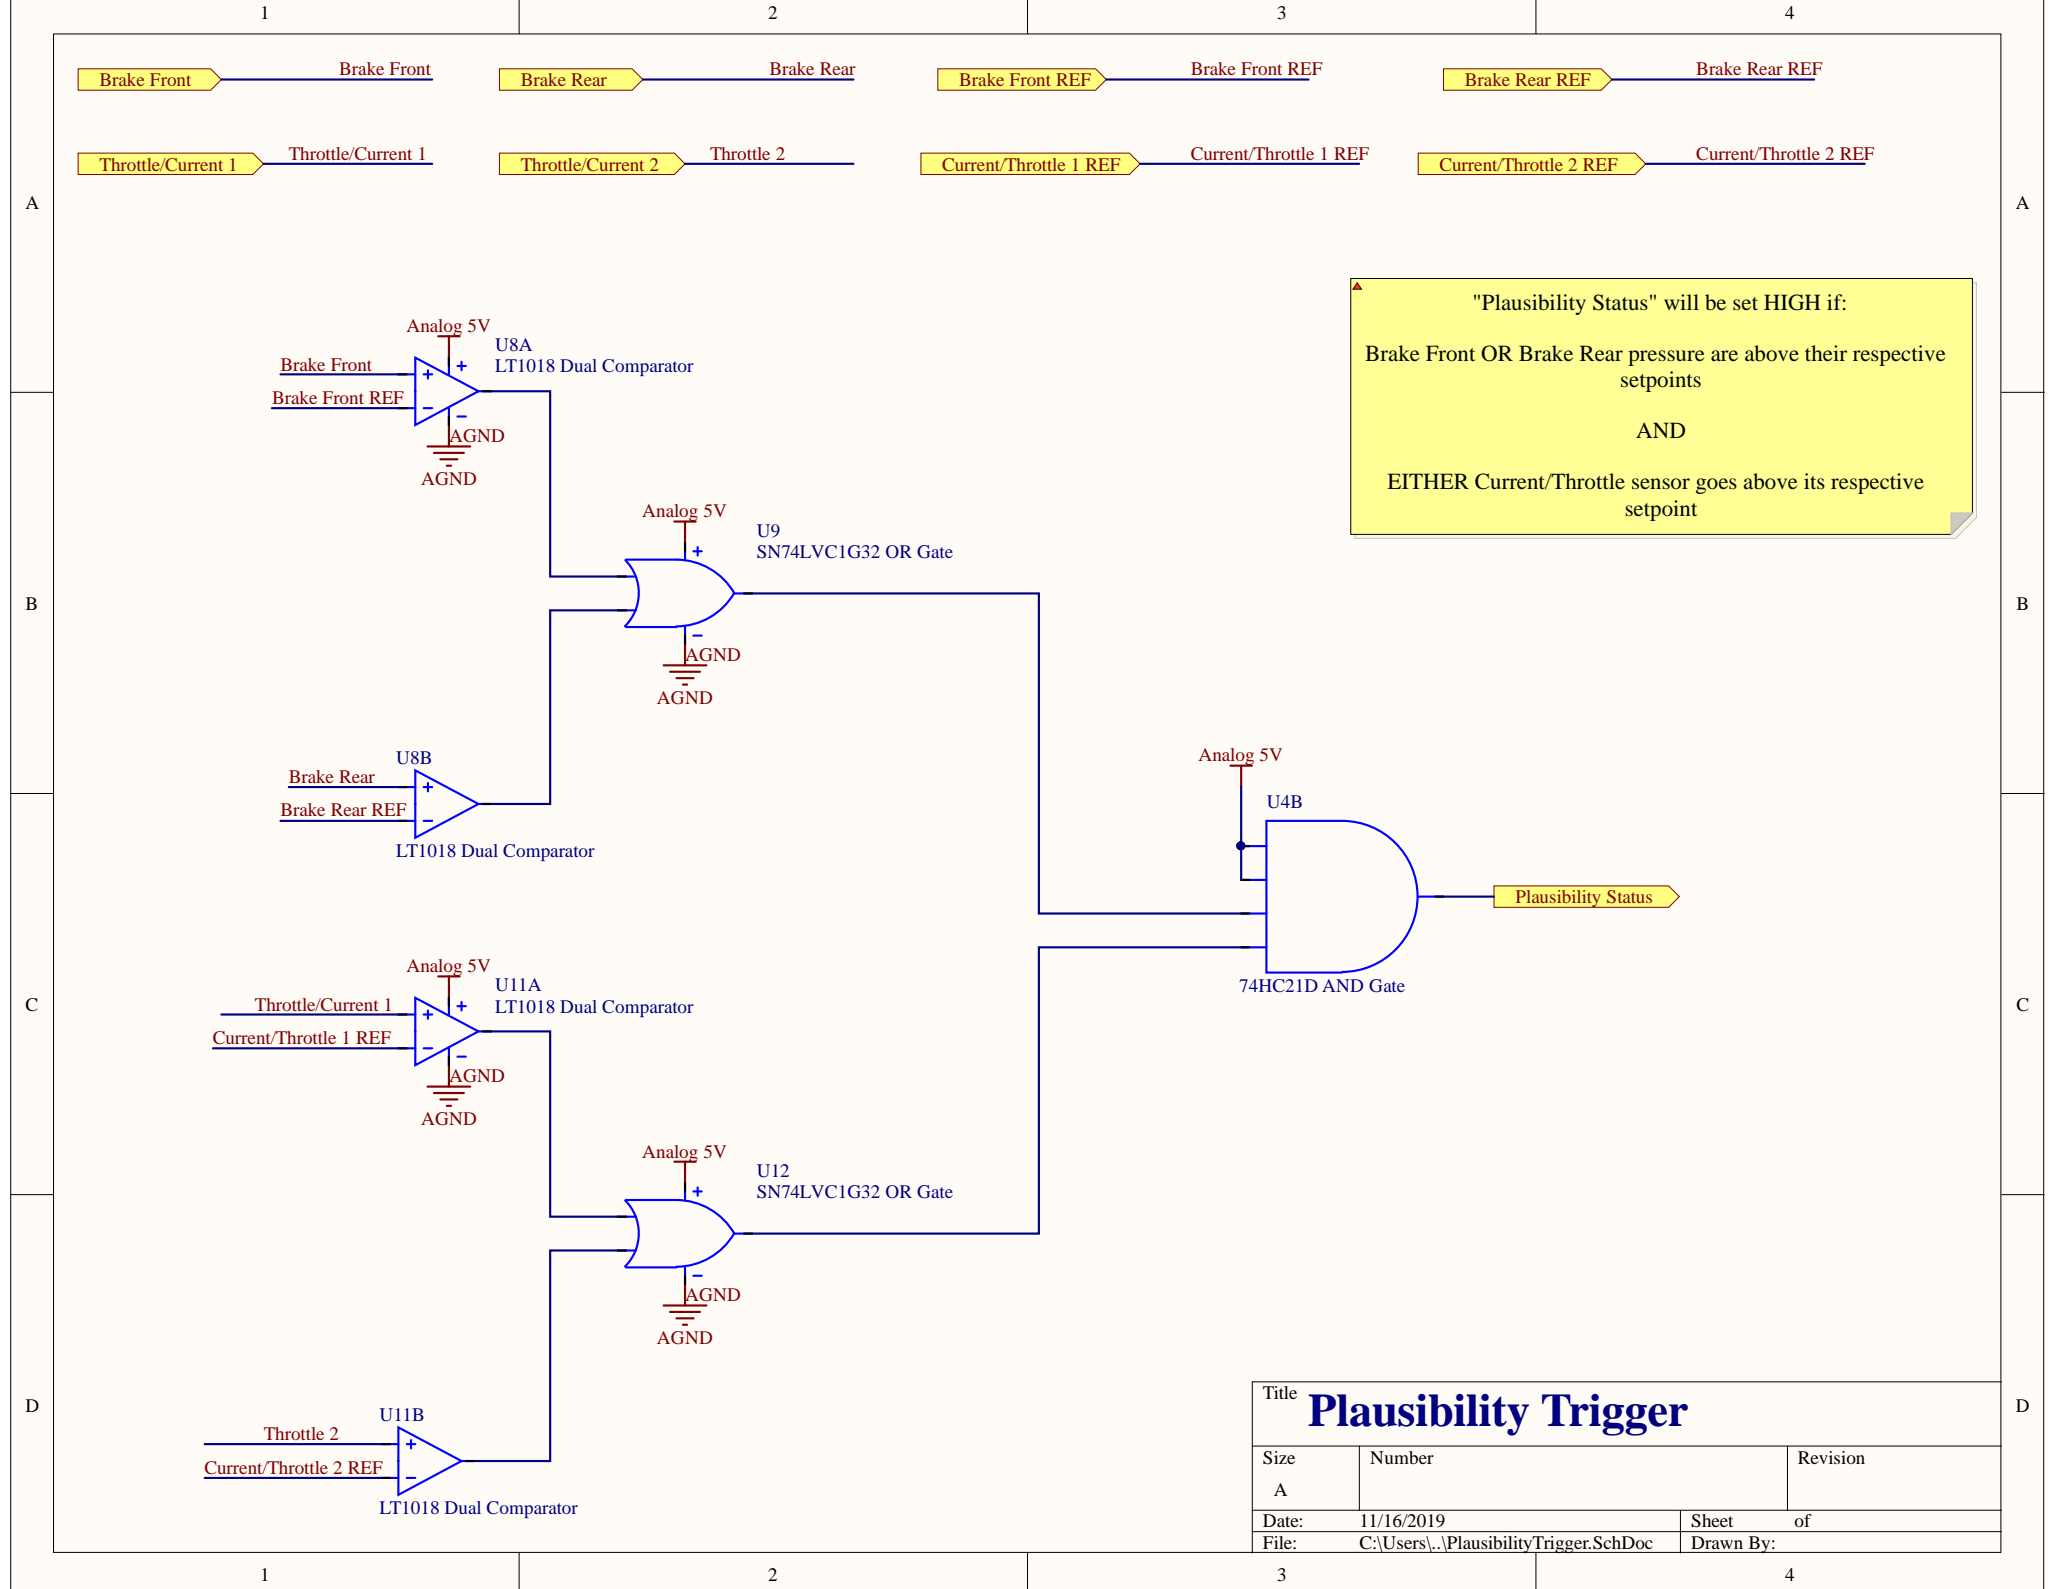 1
2
3
4
Brake Front
Brake Front
Brake Rear
Brake Rear
Brake Front REF
Brake Front REF
Brake Rear REF
Brake Rear REF
Throttle/Current 1
Throttle/Current 1
Throttle/Current 2
Throttle 2
Current/Throttle 1 REF
Current/Throttle 1 REF
Current/Throttle 2 REF
Current/Throttle 2 REF
A
A
"Plausibility Status" will be set HIGH if:
Brake Front OR Brake Rear pressure are above their respective
setpoints
AND
EITHER Current/Throttle sensor goes above its respective
setpoint
Analog 5V
U8A
LT1018 Dual Comparator
Brake Front
Brake Front REF
AGND
AGND
Analog 5V
U9
SN74LVC1G32 OR Gate
AGND
AGND
B
B
U8B
Brake Rear
Brake Rear REF
LT1018 Dual Comparator
Analog 5V
U4B
Plausibility Status
74HC21D AND Gate
Analog 5V
U11A
LT1018 Dual Comparator
Throttle/Current 1
Current/Throttle 1 REF
AGND
AGND
C
C
Analog 5V
U12
SN74LVC1G32 OR Gate
AGND
AGND
U11B
Throttle 2
Current/Throttle 2 REF
LT1018 Dual Comparator
D
D
Title Plausibility Trigger
Size
Number
Revision
A
Date: 11/16/2019
Sheet of
File: C:\Users\..\PlausibilityTrigger.SchDoc
Drawn By:
1
2
3
4